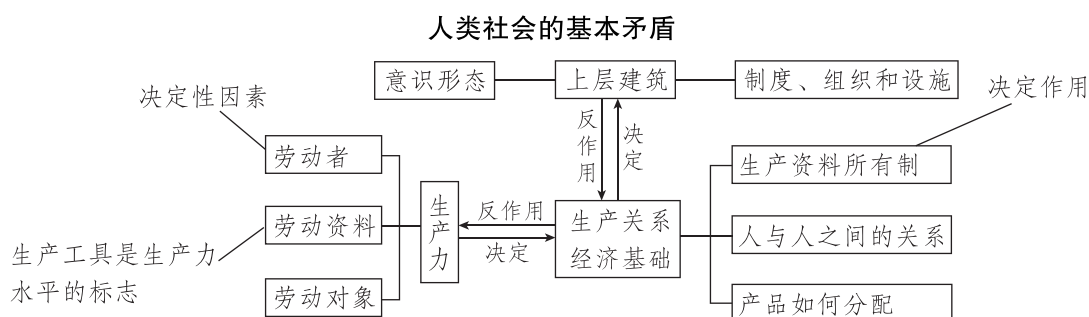 人类社会的基本矛盾
意识形态
上层建筑
制度、组织和设施
决定性因素
决定作用
反作用
决定
劳动者
生产资料所有制
劳动资料
生产力
反作用
决定
生产关系
经济基础
人与人之间的关系
生产工具是生产力
水平的标志
劳动对象
产品如何分配